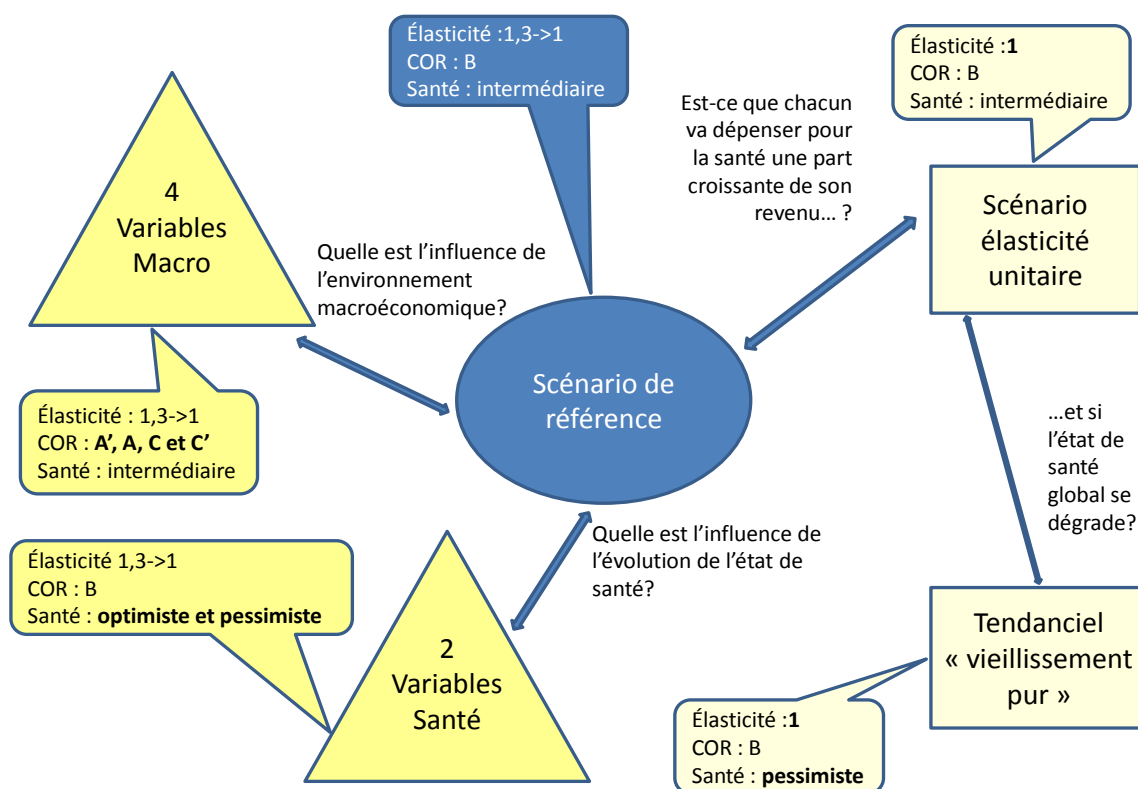 Élasticité :1,3->1
COR : B
Santé : intermédiaire
Élasticité :1
COR : B
Santé : intermédiaire
Est-ce que chacun
va dépenser pour
la santé une part
croissante de son
revenu… ?
4
Variables
Macro
Scénario
élasticité
unitaire
Quelle est l’influence de
l’environnement
macroéconomique?
Scénario de
référence
Élasticité : 1,3->1
COR : A’, A, C et C’
Santé : intermédiaire
…et si
l’état de
santé
global se
dégrade?
Quelle est l’influence de
l’évolution de l’état de
santé?
Élasticité 1,3->1
COR : B
Santé : optimiste et pessimiste
2
Variables
Santé
Tendanciel
« vieillissement
pur »
Élasticité :1
COR : B
Santé : pessimiste